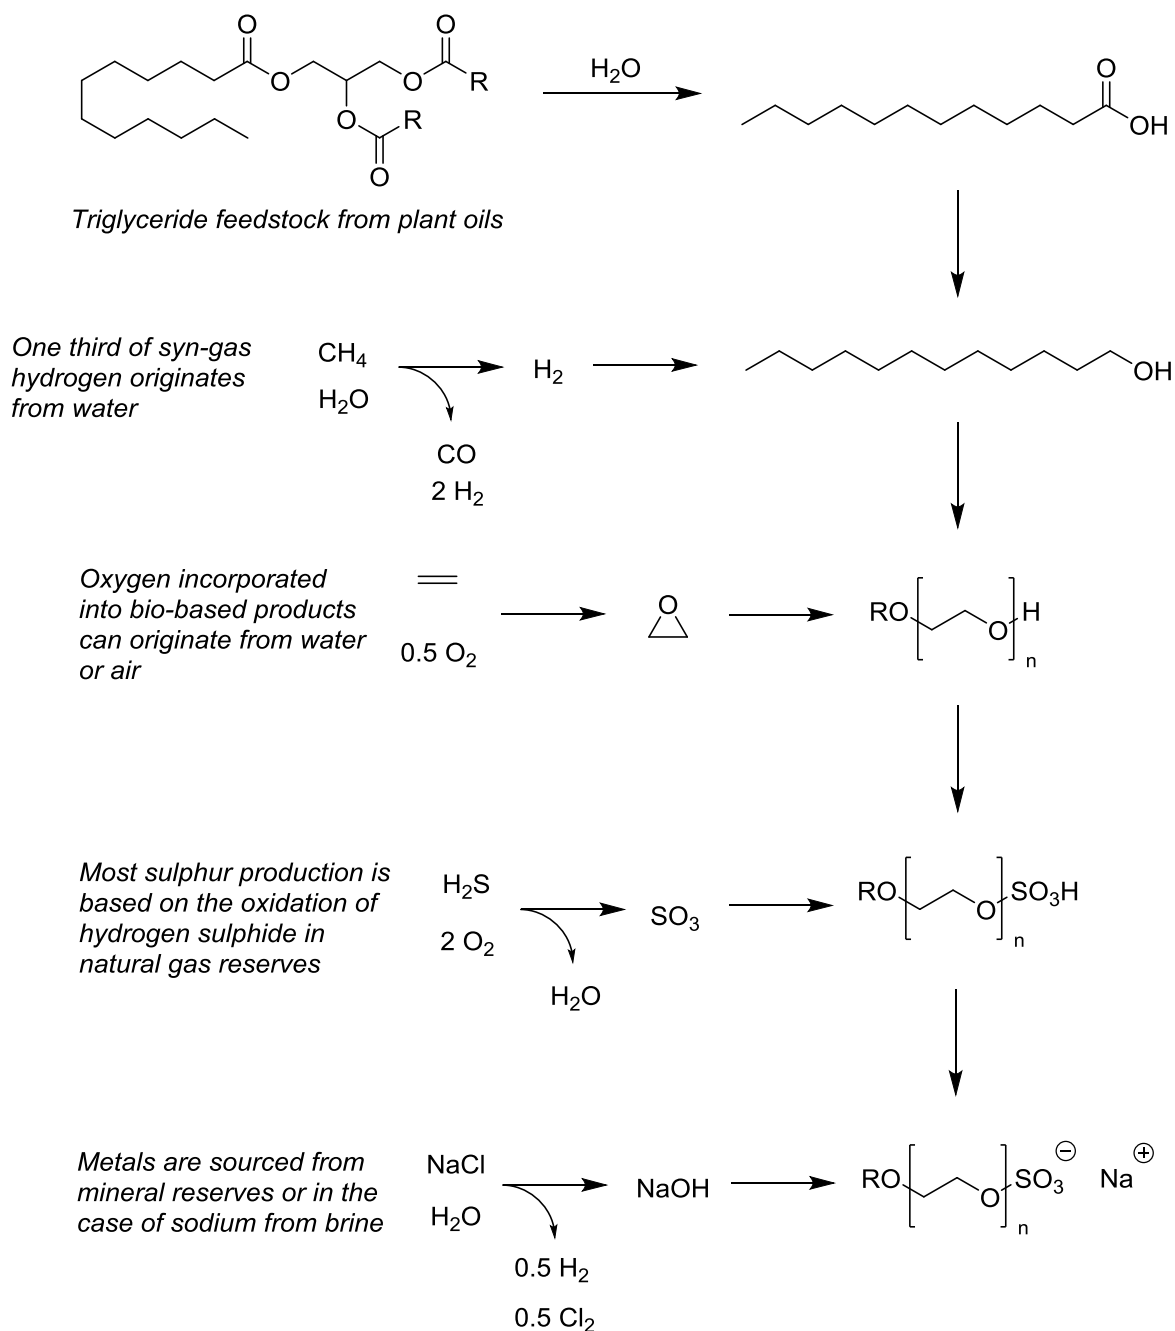 O
O
O
O
R
O
R
O
H₂O
O
OH
Triglyceride feedstock from plant oils
One third of syn-gas
hydrogen originates
from water
CH₄
H₂O
CO
2 H₂
H₂
OH
Oxygen incorporated
into bio-based products
can originate from water
or air
0.5 O₂
O
RO
O
H
n
Most sulphur production is
based on the oxidation of
hydrogen sulphide in
natural gas reserves
H₂S
2 O₂
H₂O
SO₃
RO
O
SO₃H
n
Metals are sourced from
mineral reserves or in the
case of sodium from brine
NaCl
H₂O
0.5 H₂
0.5 Cl₂
NaOH
RO
O
SO₃ ⊖
n
Na ⊕